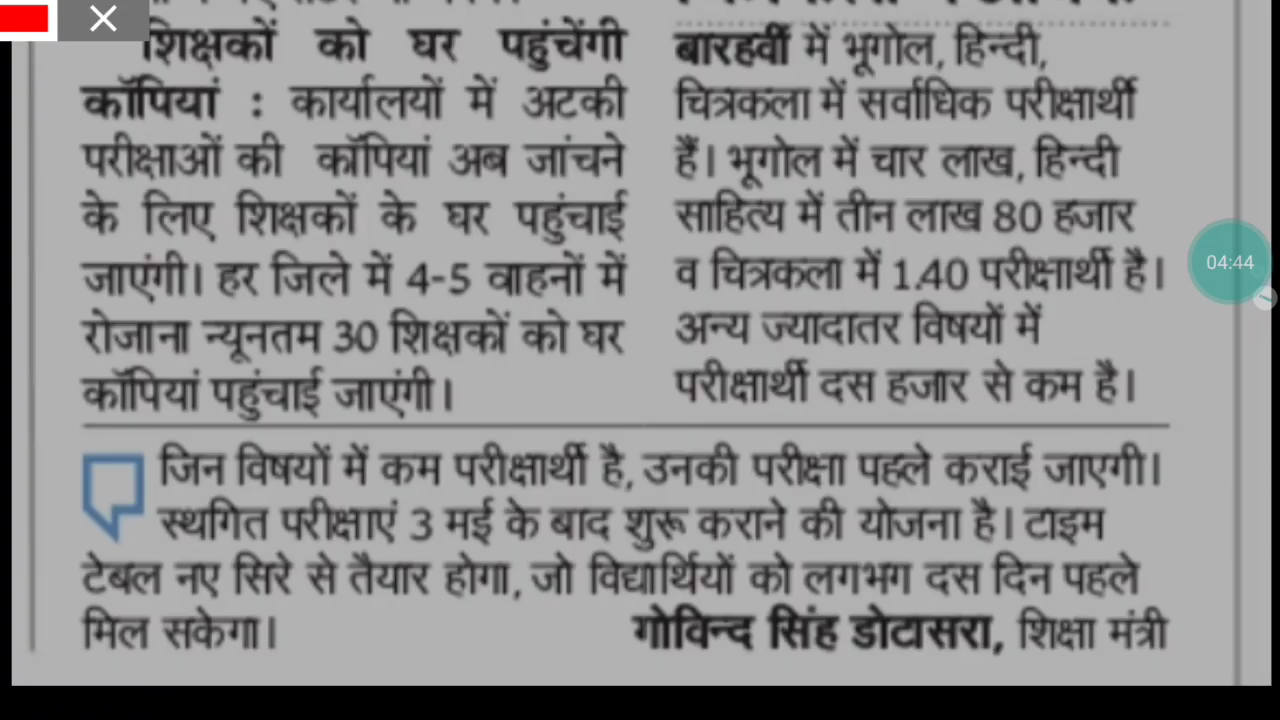 शिक्षकों को घर पहुंचेंगी
कॉपियां : कार्यालयों में अटकी
परीक्षाओं की कॉपियां अब जांचने
के लिए शिक्षकों के घर पहुंचाई
जाएंगी। हर जिले में 4-5 वाहनों में
रोजाना न्यूनतम 30 शिक्षकों को घर
कॉपियां पहुंचाई जाएंगी।
बारहवीं में भूगोल, हिन्दी,
चित्रकला में सर्वाधिक परीक्षार्थी
हैं। भूगोल में चार लाख, हिन्दी
साहित्य में तीन लाख 80 हजार
व चित्रकला में 1.40 परीक्षार्थी है।
अन्य ज्यादातर विषयों में
परीक्षार्थी दस हजार से कम है।
जिन विषयों में कम परीक्षार्थी है, उनकी परीक्षा पहले कराई जाएगी।
स्थगित परीक्षाएं 3 मई के बाद शुरू कराने की योजना है। टाइम
टेबल नए सिरे से तैयार होगा, जो विद्यार्थियों को लगभग दस दिन पहले
मिल सकेगा।
गोविन्द सिंह डोटासरा, शिक्षा मंत्री
04:44